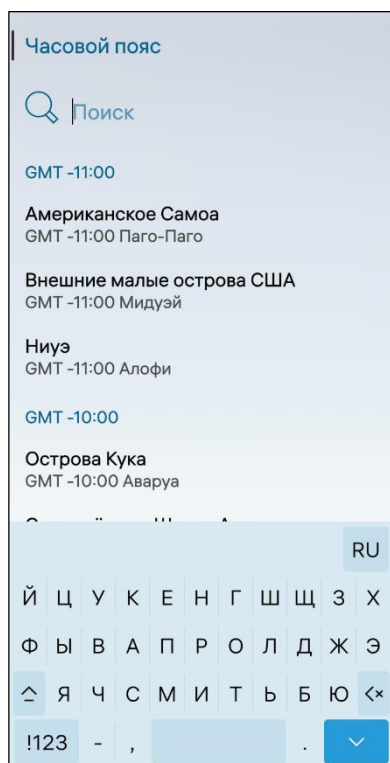 Часовой пояс
Поиск
GMT -11:00
Американское Самоа
GMT -11:00 Паго-Паго
Внешние малые острова США
GMT -11:00 Мидуэй
Ниуэ
GMT -11:00 Алофи
GMT -10:00
Острова Кука
GMT -10:00 Аваруа
RU
Й Ц У К Е Н Г Ш Щ З Х
Ф Ы В А П Р О Л Д Ж Э
Я Ч С М И Т Ь Б Ю
!123 - , .